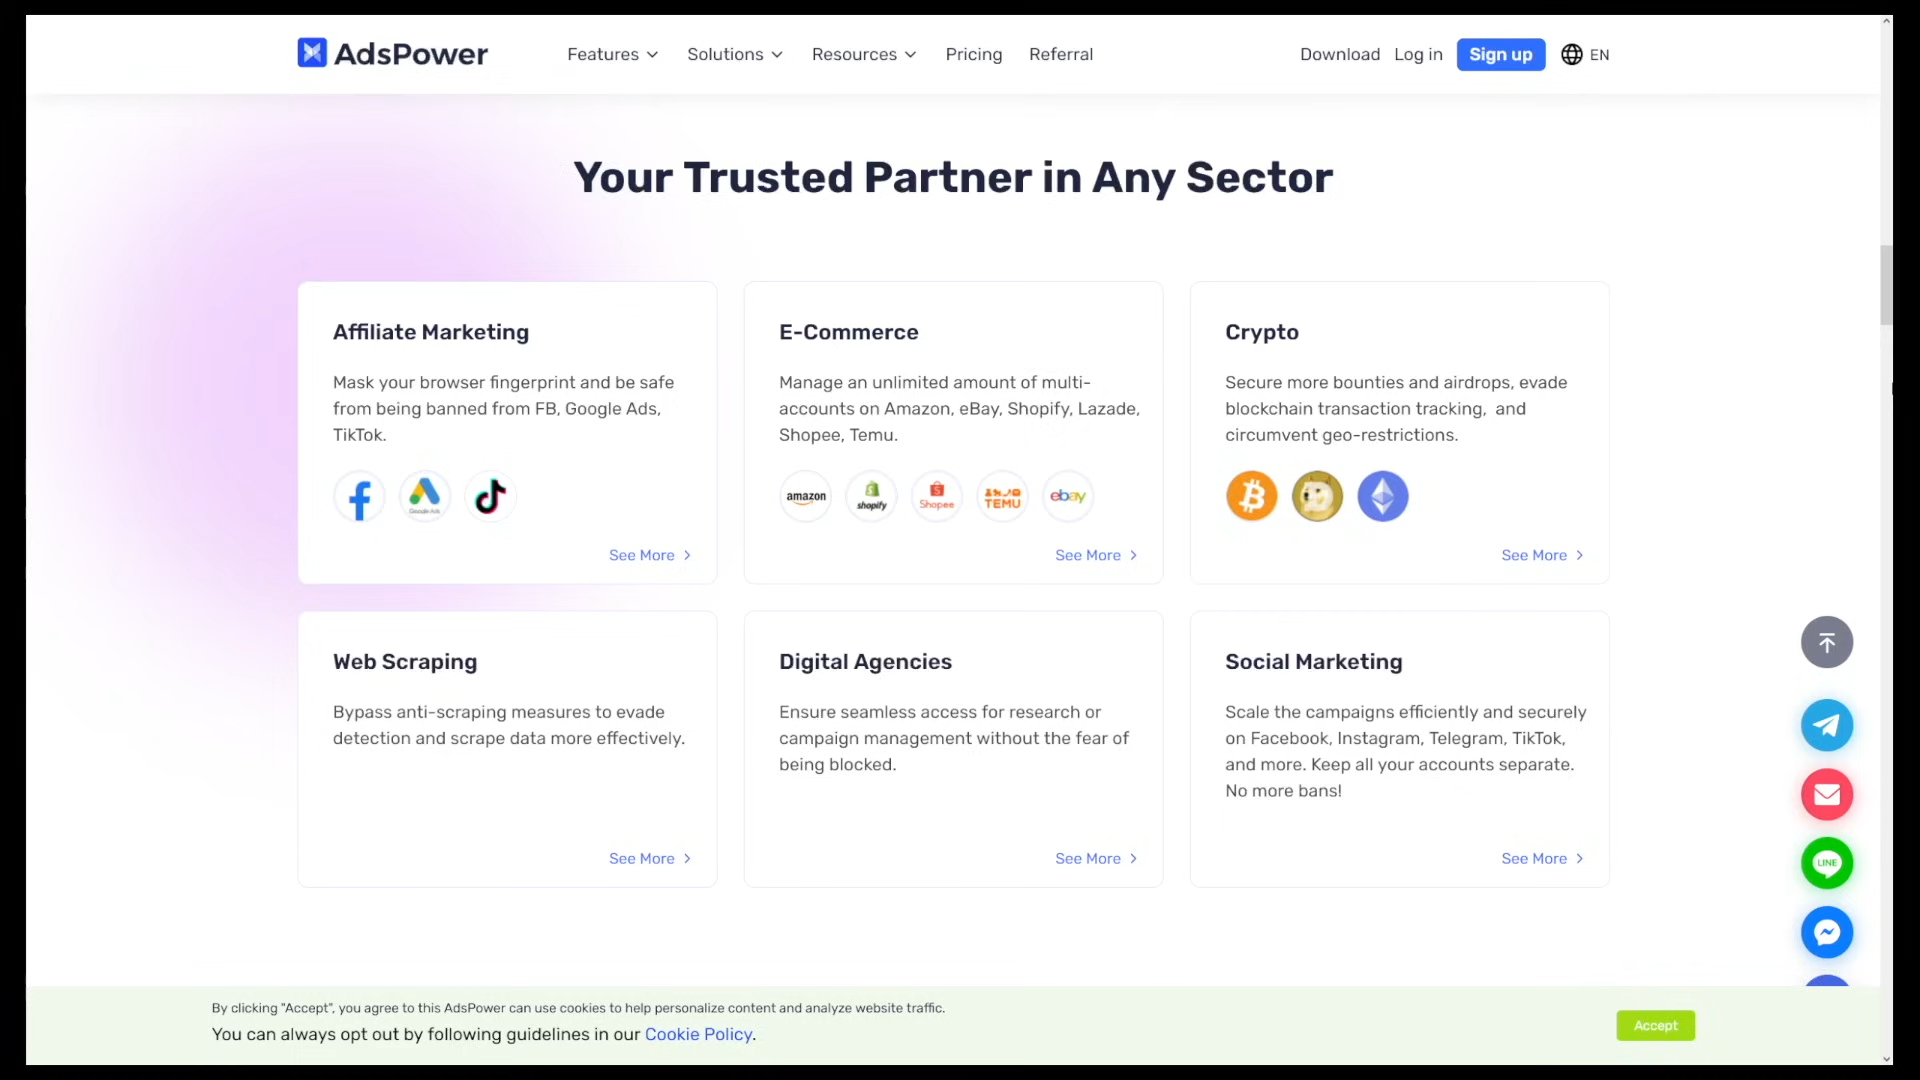 AdsPower
Features
Solutions
Resources
Pricing
Referral
Download
Log in
Sign up
EN
Your Trusted Partner in Any Sector
Affiliate Marketing
Mask your browser fingerprint and be safe
from being banned from FB, Google Ads,
TikTok.
Google Ads
See More
E-Commerce
Manage an unlimited amount of multi-
accounts on Amazon, eBay, Shopify, Lazade,
Shopee, Temu.
amazon
shopify
Shopee
TEMU
ebay
See More
Crypto
Secure more bounties and airdrops, evade
blockchain transaction tracking, and
circumvent geo-restrictions.
See More
Web Scraping
Bypass anti-scraping measures to evade
detection and scrape data more effectively.
See More
Digital Agencies
Ensure seamless access for research or
campaign management without the fear of
being blocked.
See More
Social Marketing
Scale the campaigns efficiently and securely
on Facebook, Instagram, Telegram, TikTok,
and more. Keep all your accounts separate.
No more bans!
See More
LINE
By clicking "Accept", you agree to this AdsPower can use cookies to help personalize content and analyze website traffic.
You can always opt out by following guidelines in our Cookie Policy.
Accept